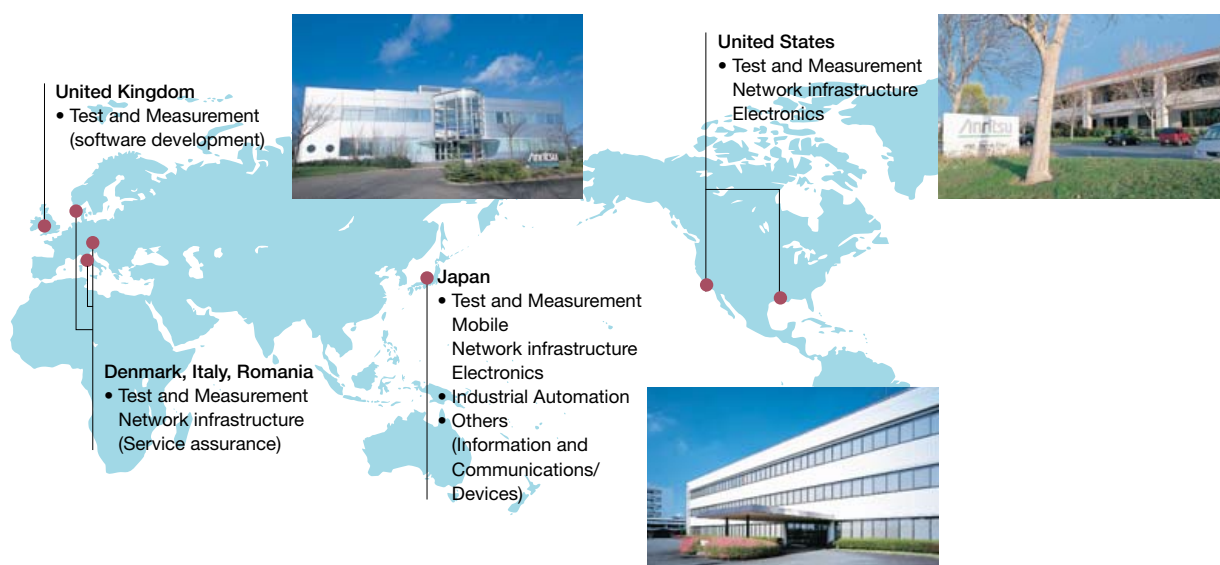 United Kingdom
• Test and Measurement
(software development)
Anritsu
United States
• Test and Measurement
Network infrastructure
Electronics
Anritsu
Japan
• Test and Measurement
Mobile
Network infrastructure
Electronics
• Industrial Automation
• Others
(Information and
Communications/
Devices)
Denmark, Italy, Romania
• Test and Measurement
Network infrastructure
(Service assurance)